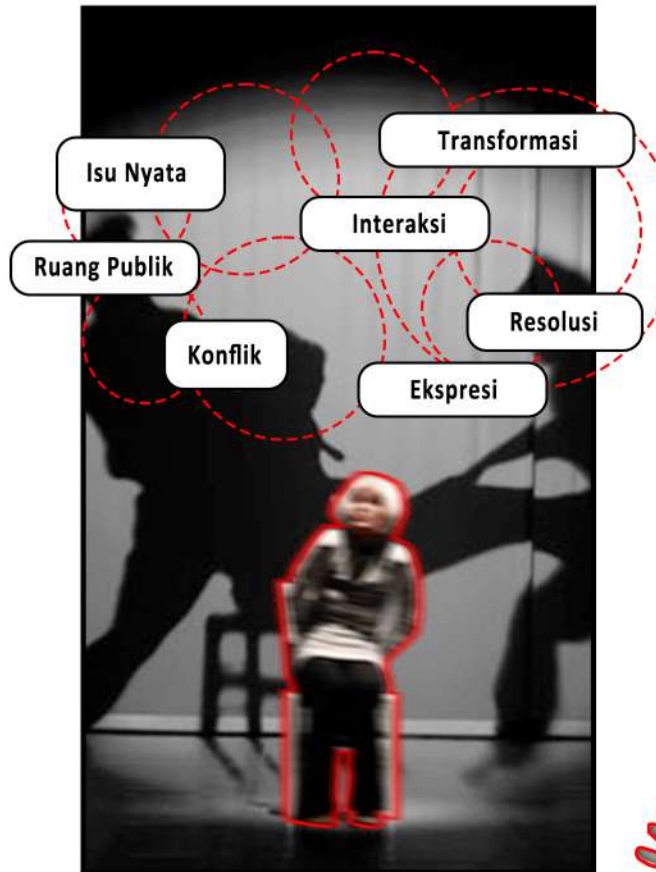 Transformasi
Isu Nyata
Interaksi
Ruang Publik
Resolusi
Konflik
Ekspresi